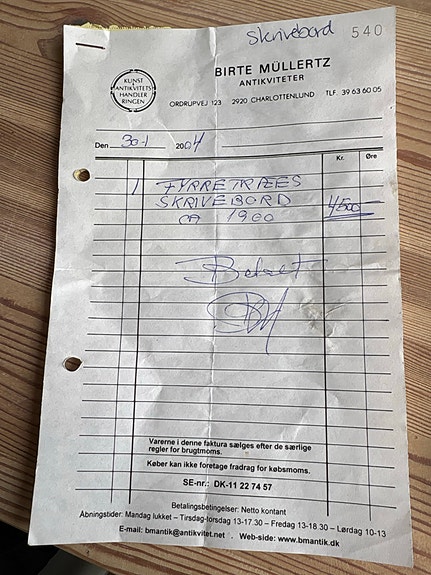 Skrivebord 540
KUNST
ANTIKVITETS
HANDLER
RINGEN
BIRTE MÜLLERTZ
ANTIKVITETER
ORDRUPVEJ 123 2920 CHARLOTTENLUND TLF. 39 63 60 05
Den 30-1 2004
Kr. Øre
1 FYRRETRÆES
SKRIVEBORD 4500
CA 1900
Betalt
BM
Varerne i denne faktura sælges efter de særlige
regler for brugtmoms.
Køber kan ikke foretage fradrag for købsmoms.
SE-nr.: DK-11 22 74 57
Betalingsbetingelser: Netto kontant
Åbningstider: Mandag lukket – Tirsdag-torsdag 13-17.30 – Fredag 13-18.30 – Lørdag 10-13
E-mail: bmantik@antikvitet.net . Web-side: www.bmantik.dk